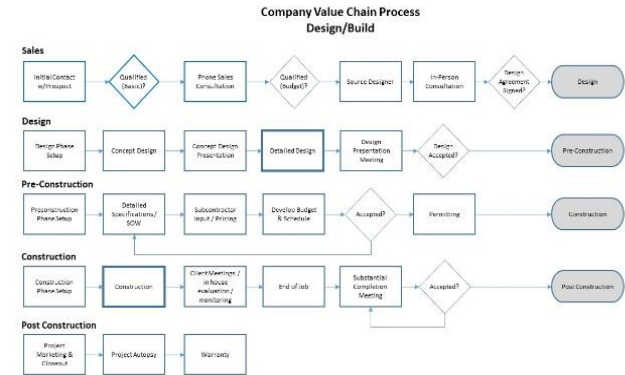 Company Value Chain Process
Design/Build
Sales
Initial Contact
w/Prospect
Qualified
(Basic)?
Phone Sales
Consultation
Qualified
(Budget)?
Source Designer
In-Person
Consultation
Design
Agreement
Signed?
Design
Design
Design Phase
Setup
Concept Design
Concept Design
Presentation
Detailed Design
Design
Presentation
Meeting
Design
Accepted?
Pre-Construction
Pre-Construction
Preconstruction
Phase Setup
Detailed
Specifications/
SOW
Subcontractor
Input / Pricing
Develop Budget
& Schedule
Accepted?
Permitting
Construction
Construction
Construction
Phase Setup
Construction
Client Meetings /
in house
evaluation /
monitoring
End of Job
Substantial
Completion
Meeting
Accepted?
Post Construction
Post Construction
Project
Marketing &
Closeout
Project Autopsy
Warranty